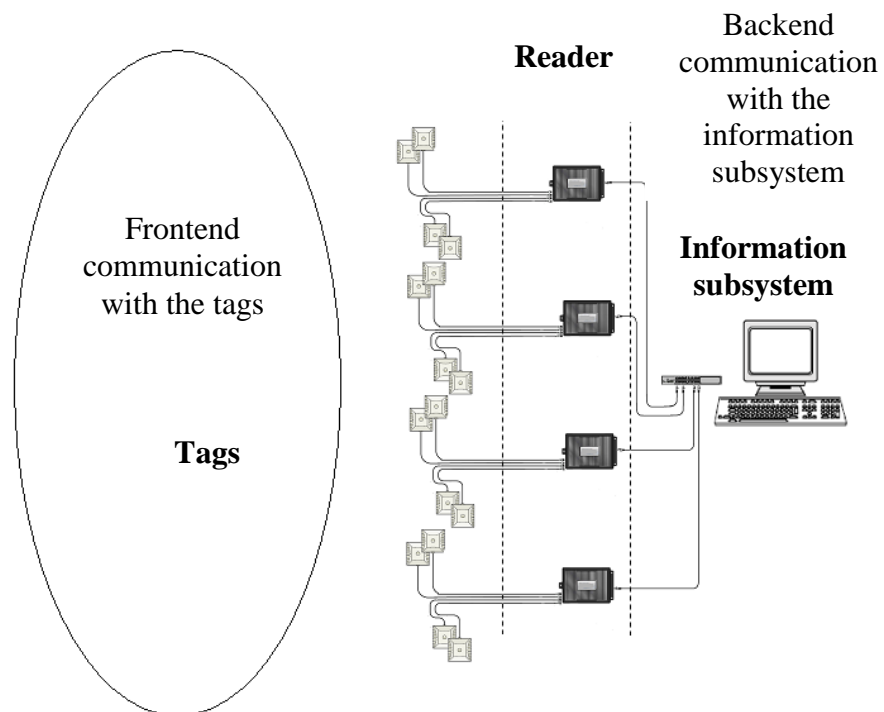 Backend
communication
with the
information
subsystem
Reader
Frontend
communication
with the tags
Information
subsystem
Tags